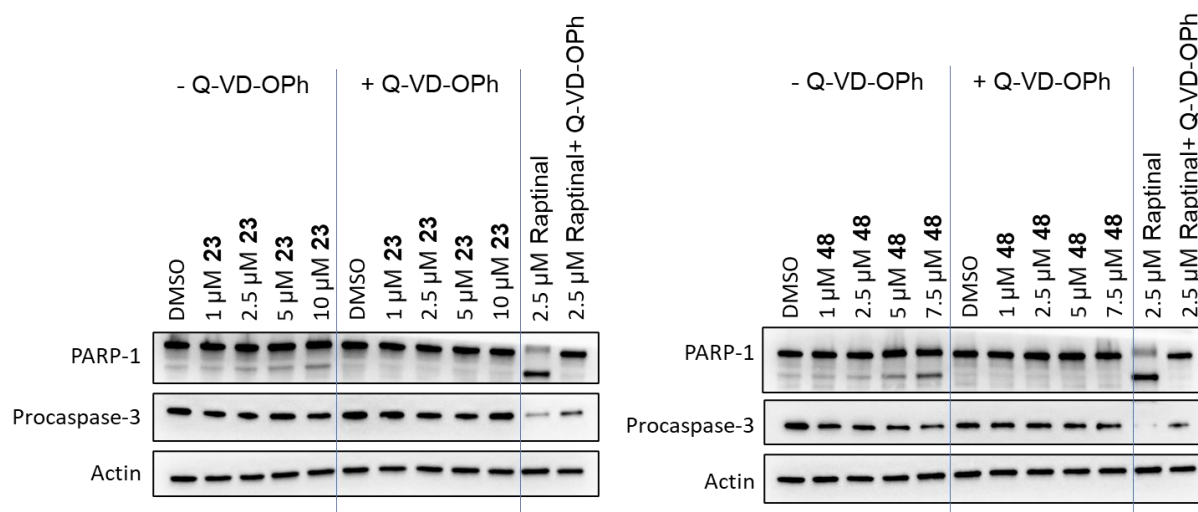 - Q-VD-OPh
+ Q-VD-OPh
DMSO
1 µM 23
2.5 µM 23
5 µM 23
10 µM 23
DMSO
1 µM 23
2.5 µM 23
5 µM 23
10 µM 23
2.5 µM Raptinal
2.5 µM Raptinal+ Q-VD-OPh
PARP-1
Procaspase-3
Actin
- Q-VD-OPh
+ Q-VD-OPh
DMSO
1 µM 48
2.5 µM 48
5 µM 48
7.5 µM 48
DMSO
1 µM 48
2.5 µM 48
5 µM 48
7.5 µM 48
2.5 µM Raptinal
2.5 µM Raptinal+ Q-VD-OPh
PARP-1
Procaspase-3
Actin